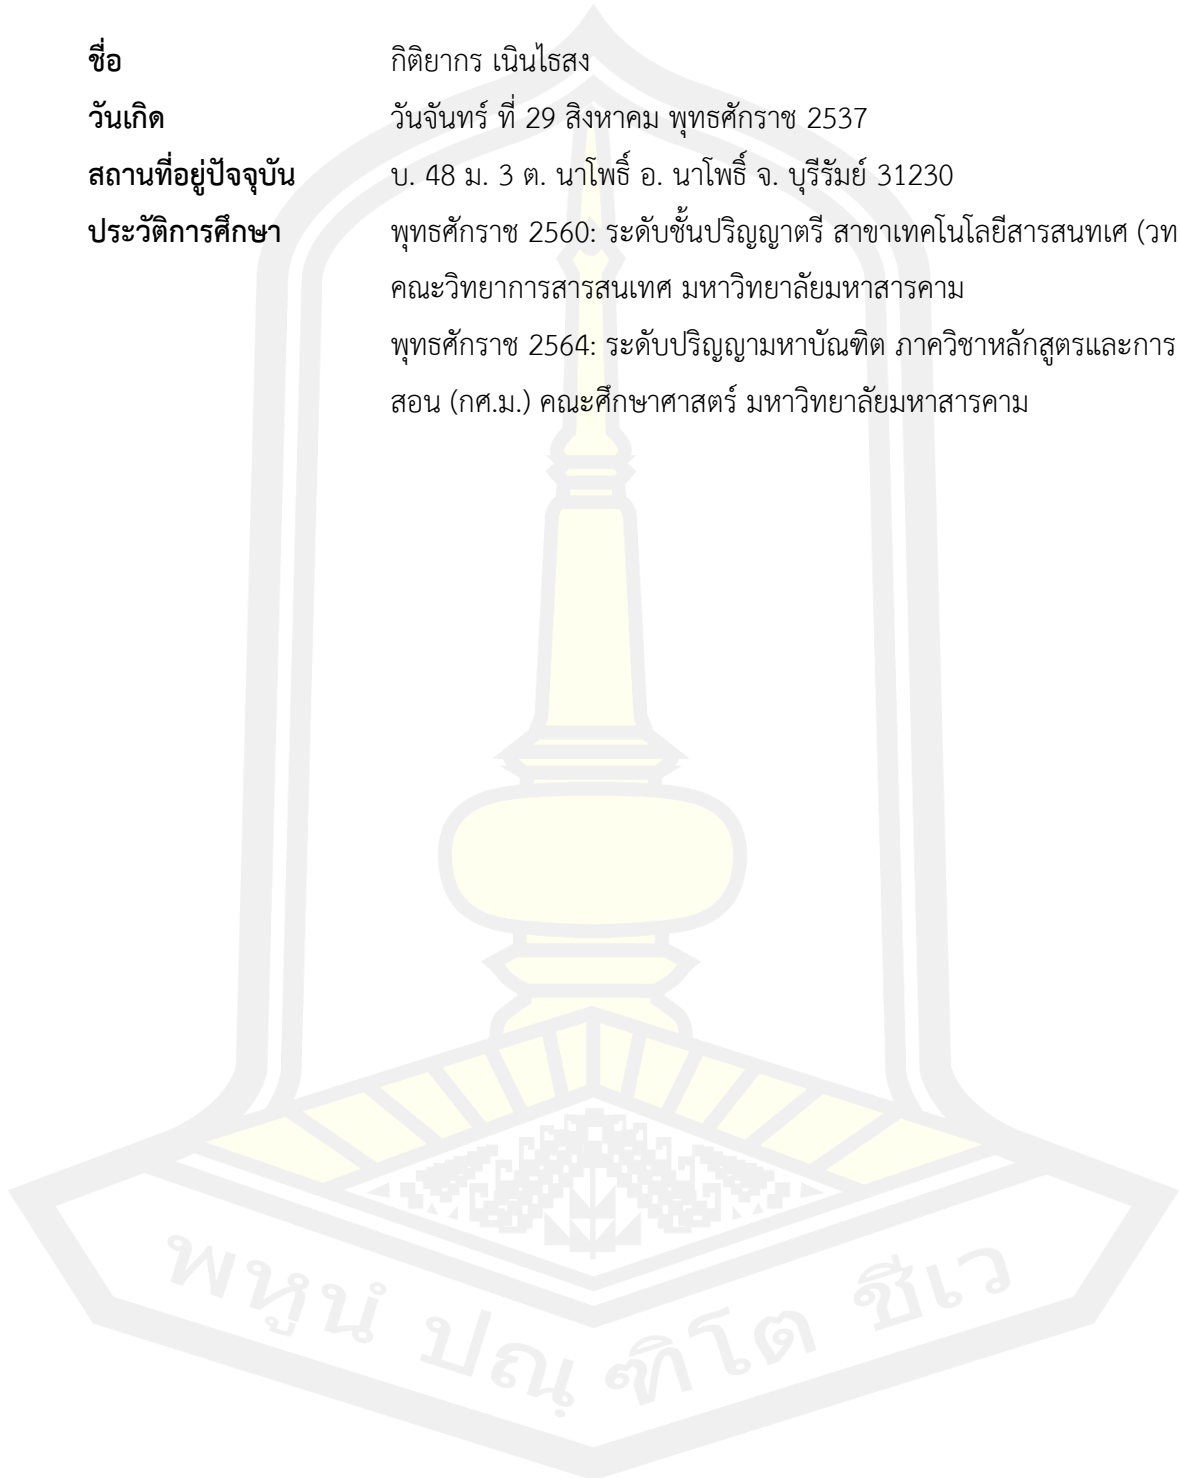 ชื่อ กิติยากร เนินไธสง
วันเกิด วันจันทร์ ที่ 29 สิงหาคม พุทธศักราช 2537
สถานที่อยู่ปัจจุบัน บ. 48 ม. 3 ต. นาโพธิ์ อ. นาโพธิ์ จ. บุรีรัมย์ 31230
ประวัติการศึกษา พุทธศักราช 2560: ระดับชั้นปริญญาตรี สาขาเทคโนโลยีสารสนทเศ (วท
คณะวิทยาการสารสนเทศ มหาวิทยาลัยมหาสารคาม
พุทธศักราช 2564: ระดับปริญญามหาบัณฑิต ภาควิชาหลักสูตรและการ
สอน (กศ.ม.) คณะศึกษาศาสตร์ มหาวิทยาลัยมหาสารคาม
พหูนํ ปณฺ ฑิโต ชีเว